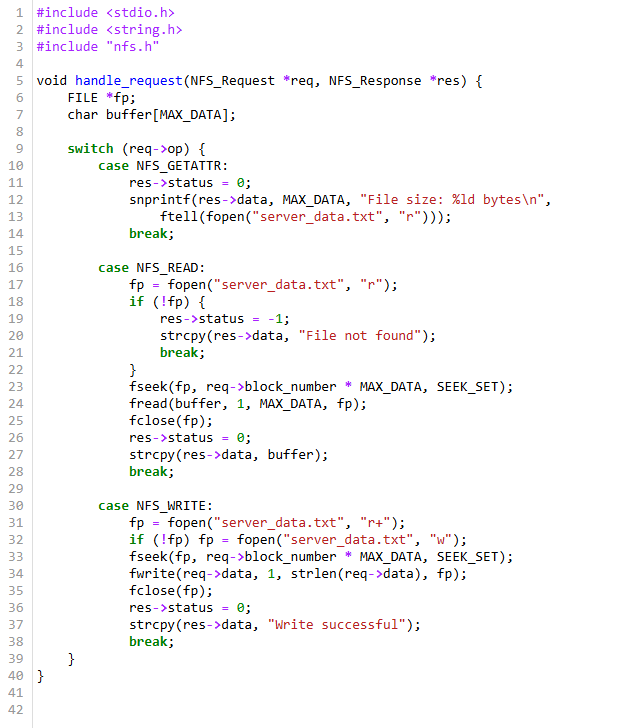 1 #include <stdio.h>
2 #include <string.h>
3 #include "nfs.h"
4
5 void handle_request(NFS_Request *req, NFS_Response *res) {
6     FILE *fp;
7     char buffer[MAX_DATA];
8
9     switch (req->op) {
10         case NFS_GETATTR:
11             res->status = 0;
12             snprintf(res->data, MAX_DATA, "File size: %ld bytes\n",
13                 ftell(fopen("server_data.txt", "r")));
14             break;
15
16         case NFS_READ:
17             fp = fopen("server_data.txt", "r");
18             if (!fp) {
19                 res->status = -1;
20                 strcpy(res->data, "File not found");
21                 break;
22             }
23             fseek(fp, req->block_number * MAX_DATA, SEEK_SET);
24             fread(buffer, 1, MAX_DATA, fp);
25             fclose(fp);
26             res->status = 0;
27             strcpy(res->data, buffer);
28             break;
29
30         case NFS_WRITE:
31             fp = fopen("server_data.txt", "r+");
32             if (!fp) fp = fopen("server_data.txt", "w");
33             fseek(fp, req->block_number * MAX_DATA, SEEK_SET);
34             fwrite(req->data, 1, strlen(req->data), fp);
35             fclose(fp);
36             res->status = 0;
37             strcpy(res->data, "Write successful");
38             break;
39     }
40 }
41
42